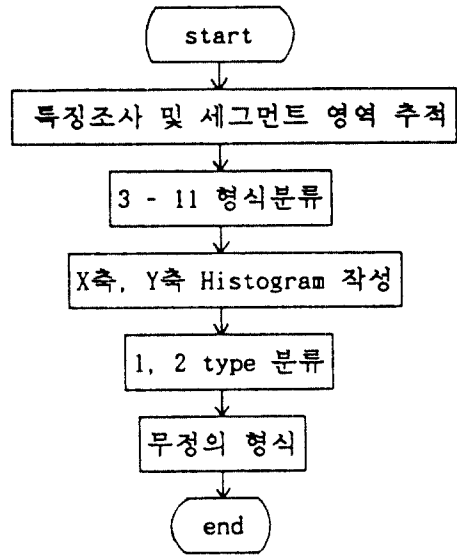 start
특징조사 및 세그먼트 영역 추적
3 - 11 형식분류
X축, Y축 Histogram 작성
1, 2 type 분류
무정의 형식
end